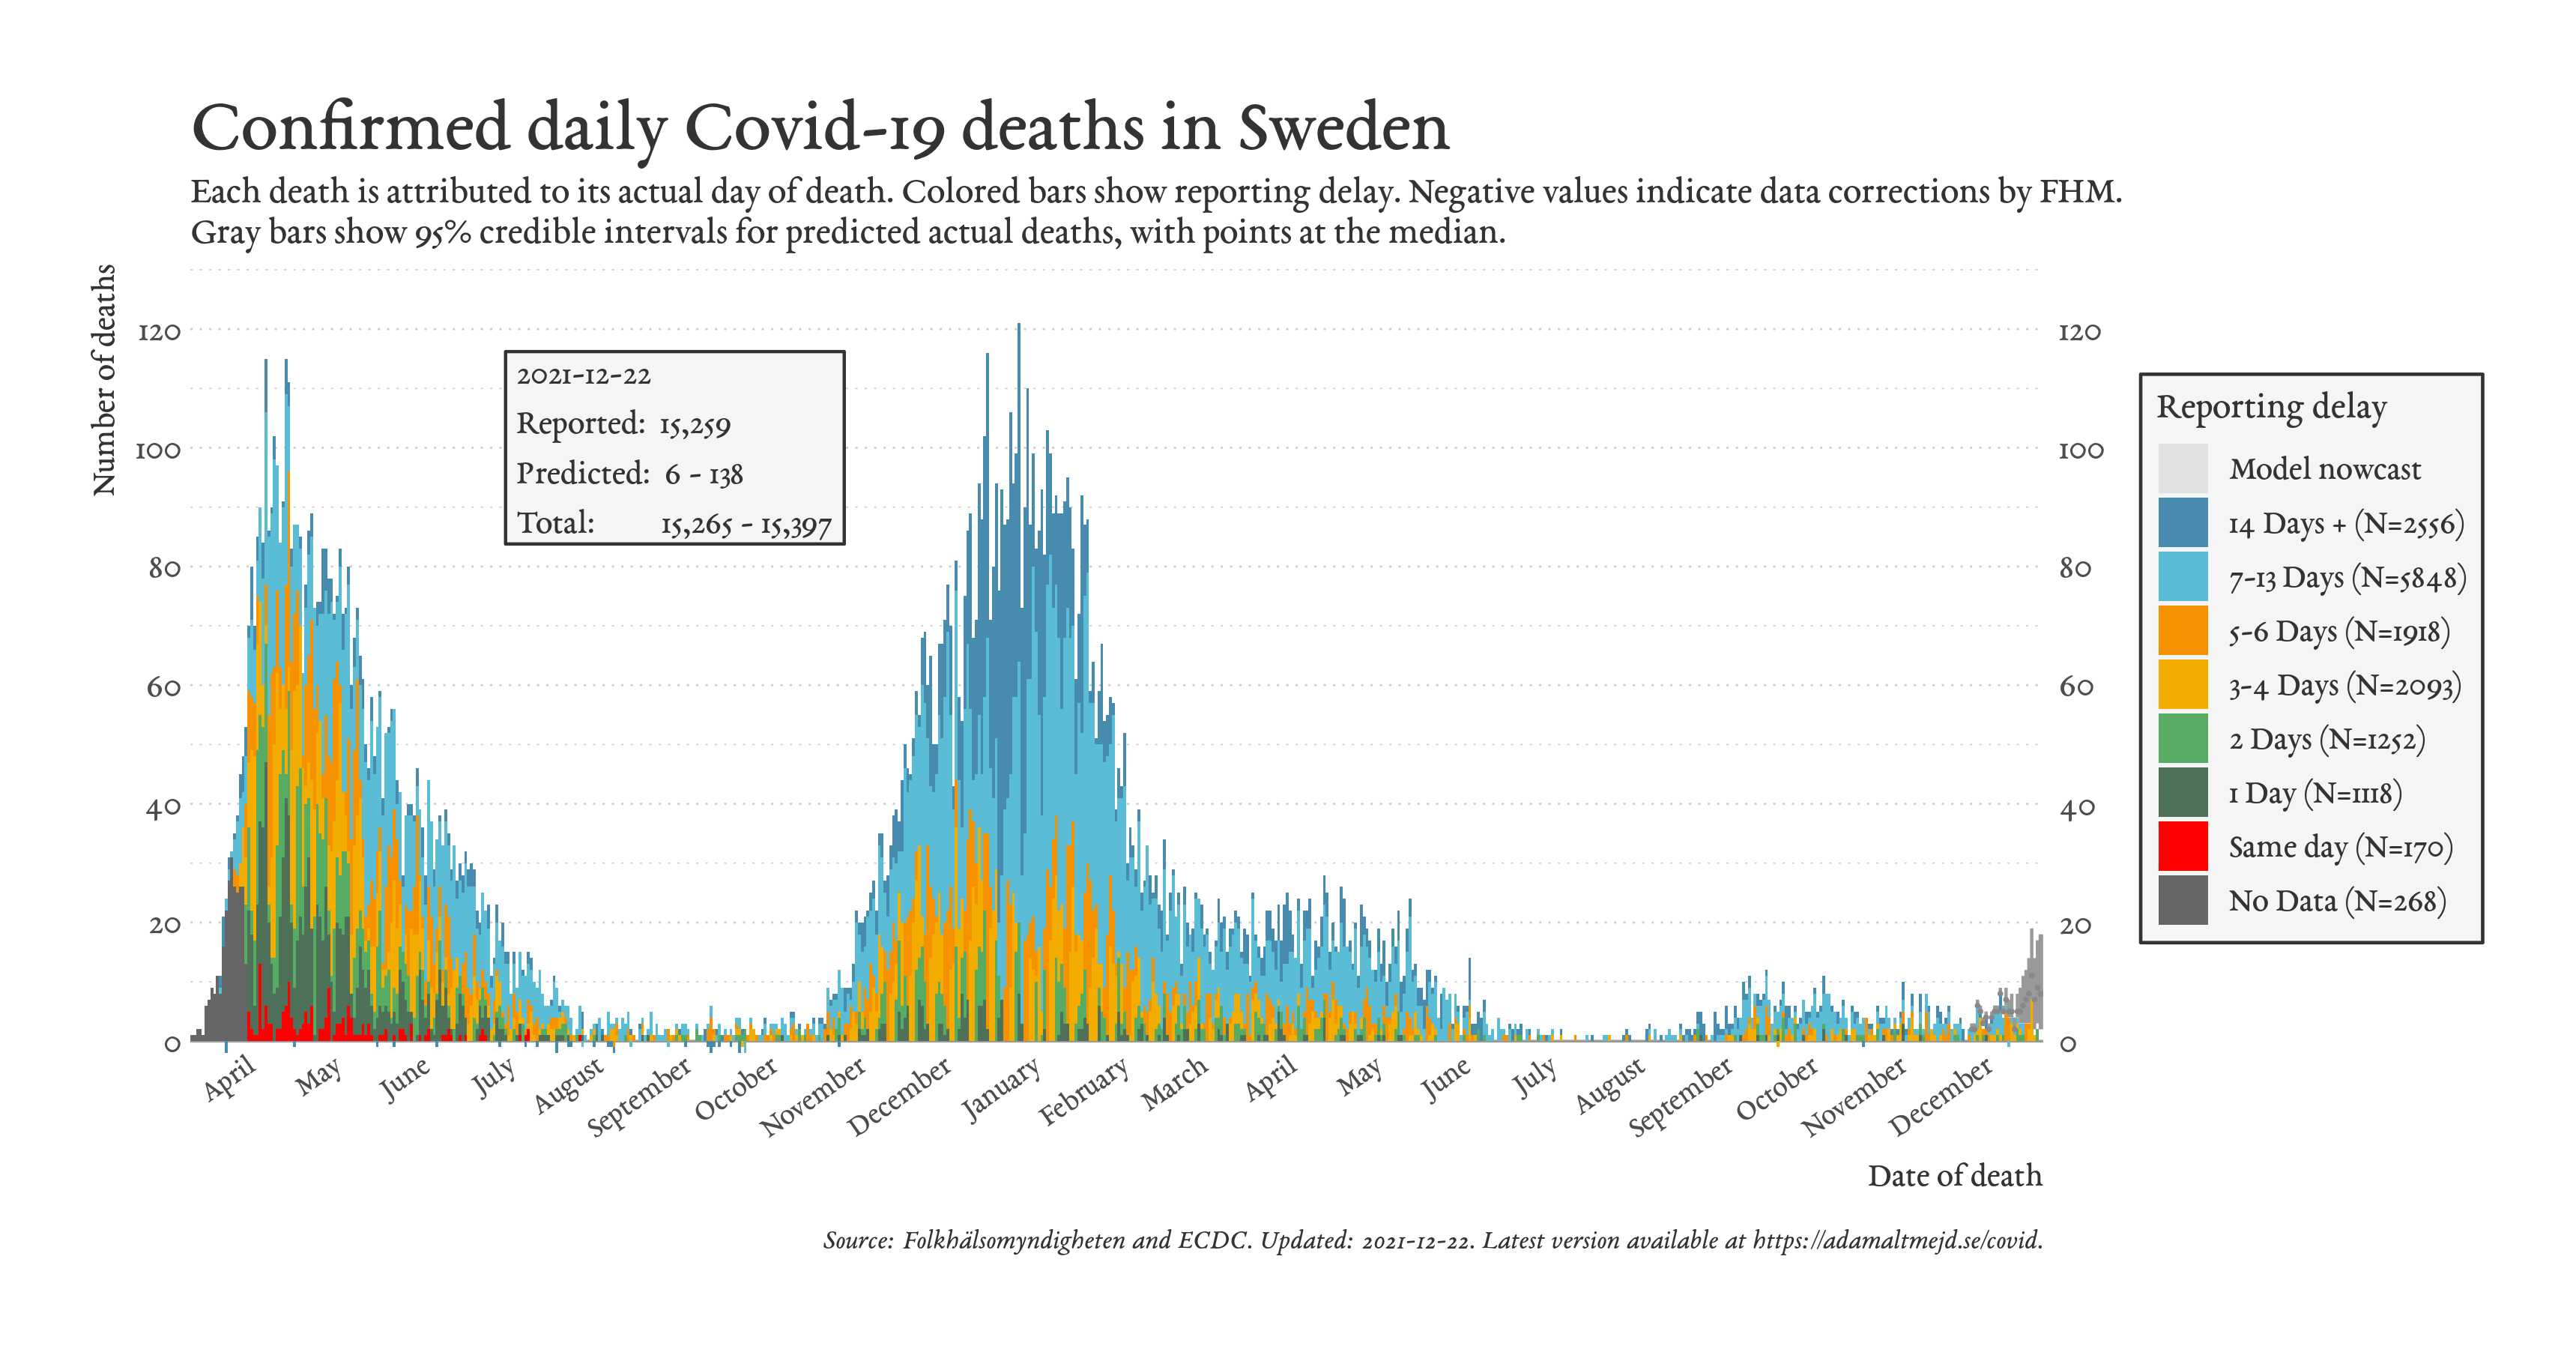 Confirmed daily Covid-19 deaths in Sweden
Each death is attributed to its actual day of death. Colored bars show reporting delay. Negative values indicate data corrections by FHM.
Gray bars show 95% credible intervals for predicted actual deaths, with points at the median.
Number of deaths
120
100
80
60
40
20
0
2021-12-22
Reported: 15,259
Predicted: 6 - 138
Total: 15,265 - 15,397
120
100
80
60
40
20
0
Reporting delay
Model nowcast
14 Days + (N=2556)
7-13 Days (N=5848)
5-6 Days (N=1918)
3-4 Days (N=2093)
2 Days (N=1252)
1 Day (N=1118)
Same day (N=170)
No Data (N=268)
April
May
June
July
August
September
October
November
December
January
February
March
April
May
June
July
August
September
October
November
December
Date of death
Source: Folkhälsomyndigheten and ECDC. Updated: 2021-12-22. Latest version available at https://adamaltmejd.se/covid.